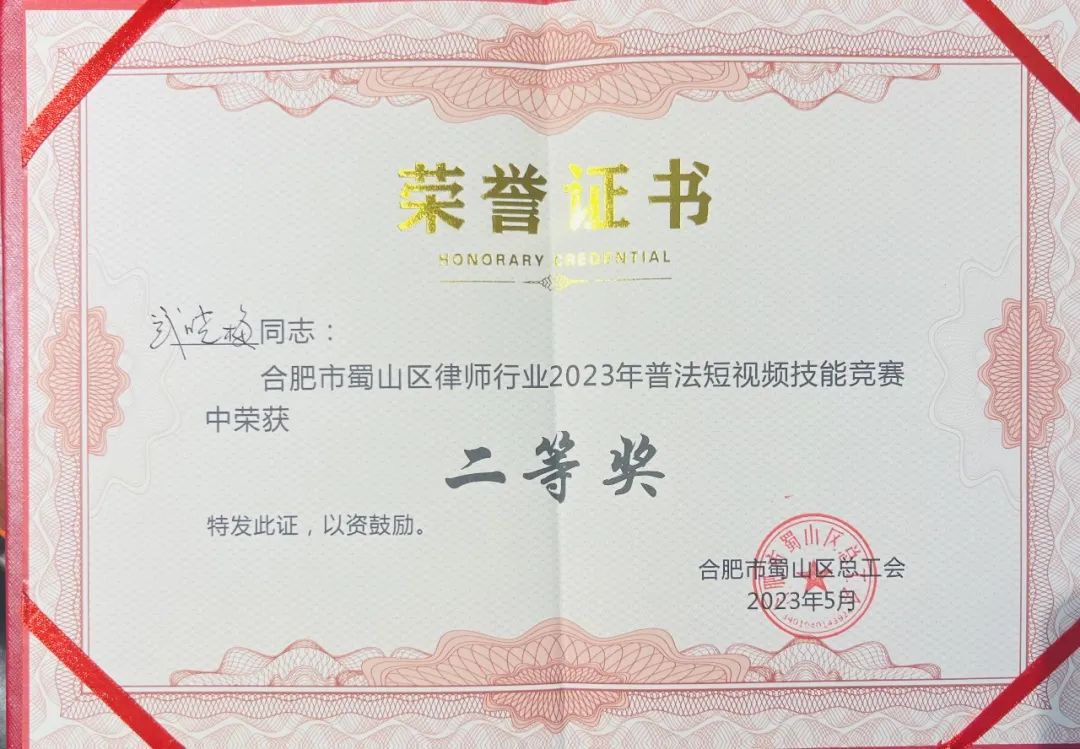 荣誉证书
HONORARY CREDENTIAL
武晓梅同志：
合肥市蜀山区律师行业2023年普法短视频技能竞赛
中荣获
二等奖
特发此证，以资鼓励。
合肥市蜀山区总工会
2023年5月